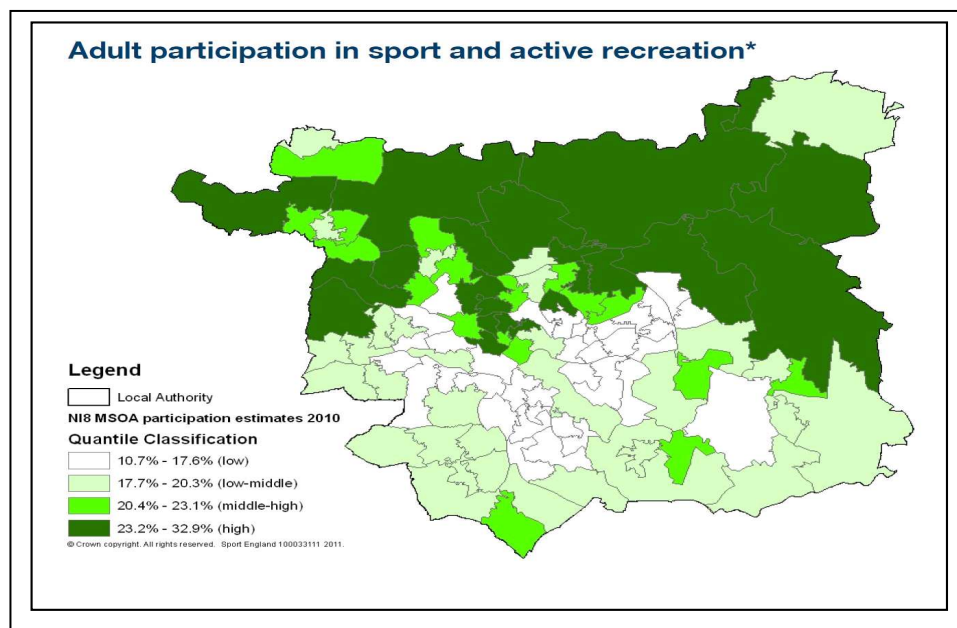 Adult participation in sport and active recreation*
Legend
Local Authority
NI8 MSOA participation estimates 2010
Quantile Classification
10.7% - 17.6% (low)
17.7% - 20.3% (low-middle)
20.4% - 23.1% (middle-high)
23.2% - 32.9% (high)
© Crown copyright. All rights reserved. Sport England 100033111 2011.